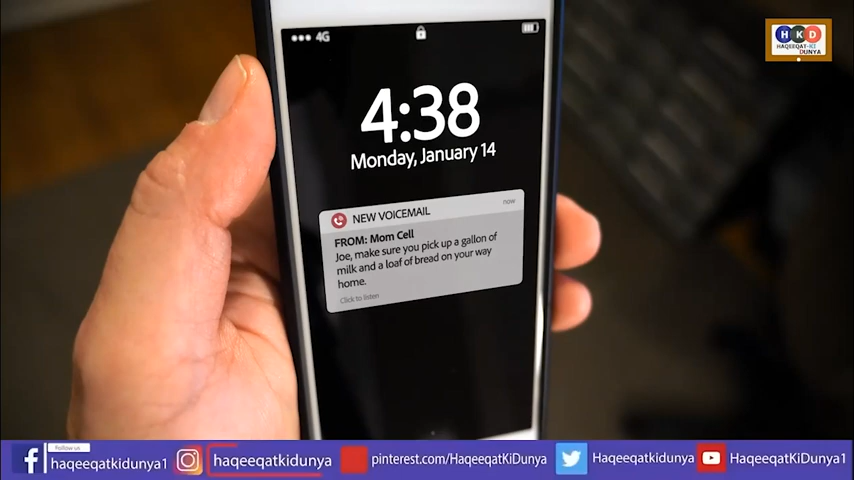 4G
HKD
HAQEEQAT-KI
DUNYA
4:38
Monday, January 14
NEW VOICEMAIL
now
FROM: Mom Cell
Joe, make sure you pick up a gallon of
milk and a loaf of bread on your way
home.
Click to listen
Follow us
haqeeqatkidunya1
haqeeqatkidunya
pinterest.com/HaqeeqatKiDunya
Haqeeqatkidunya
HaqeeqatKiDunya1